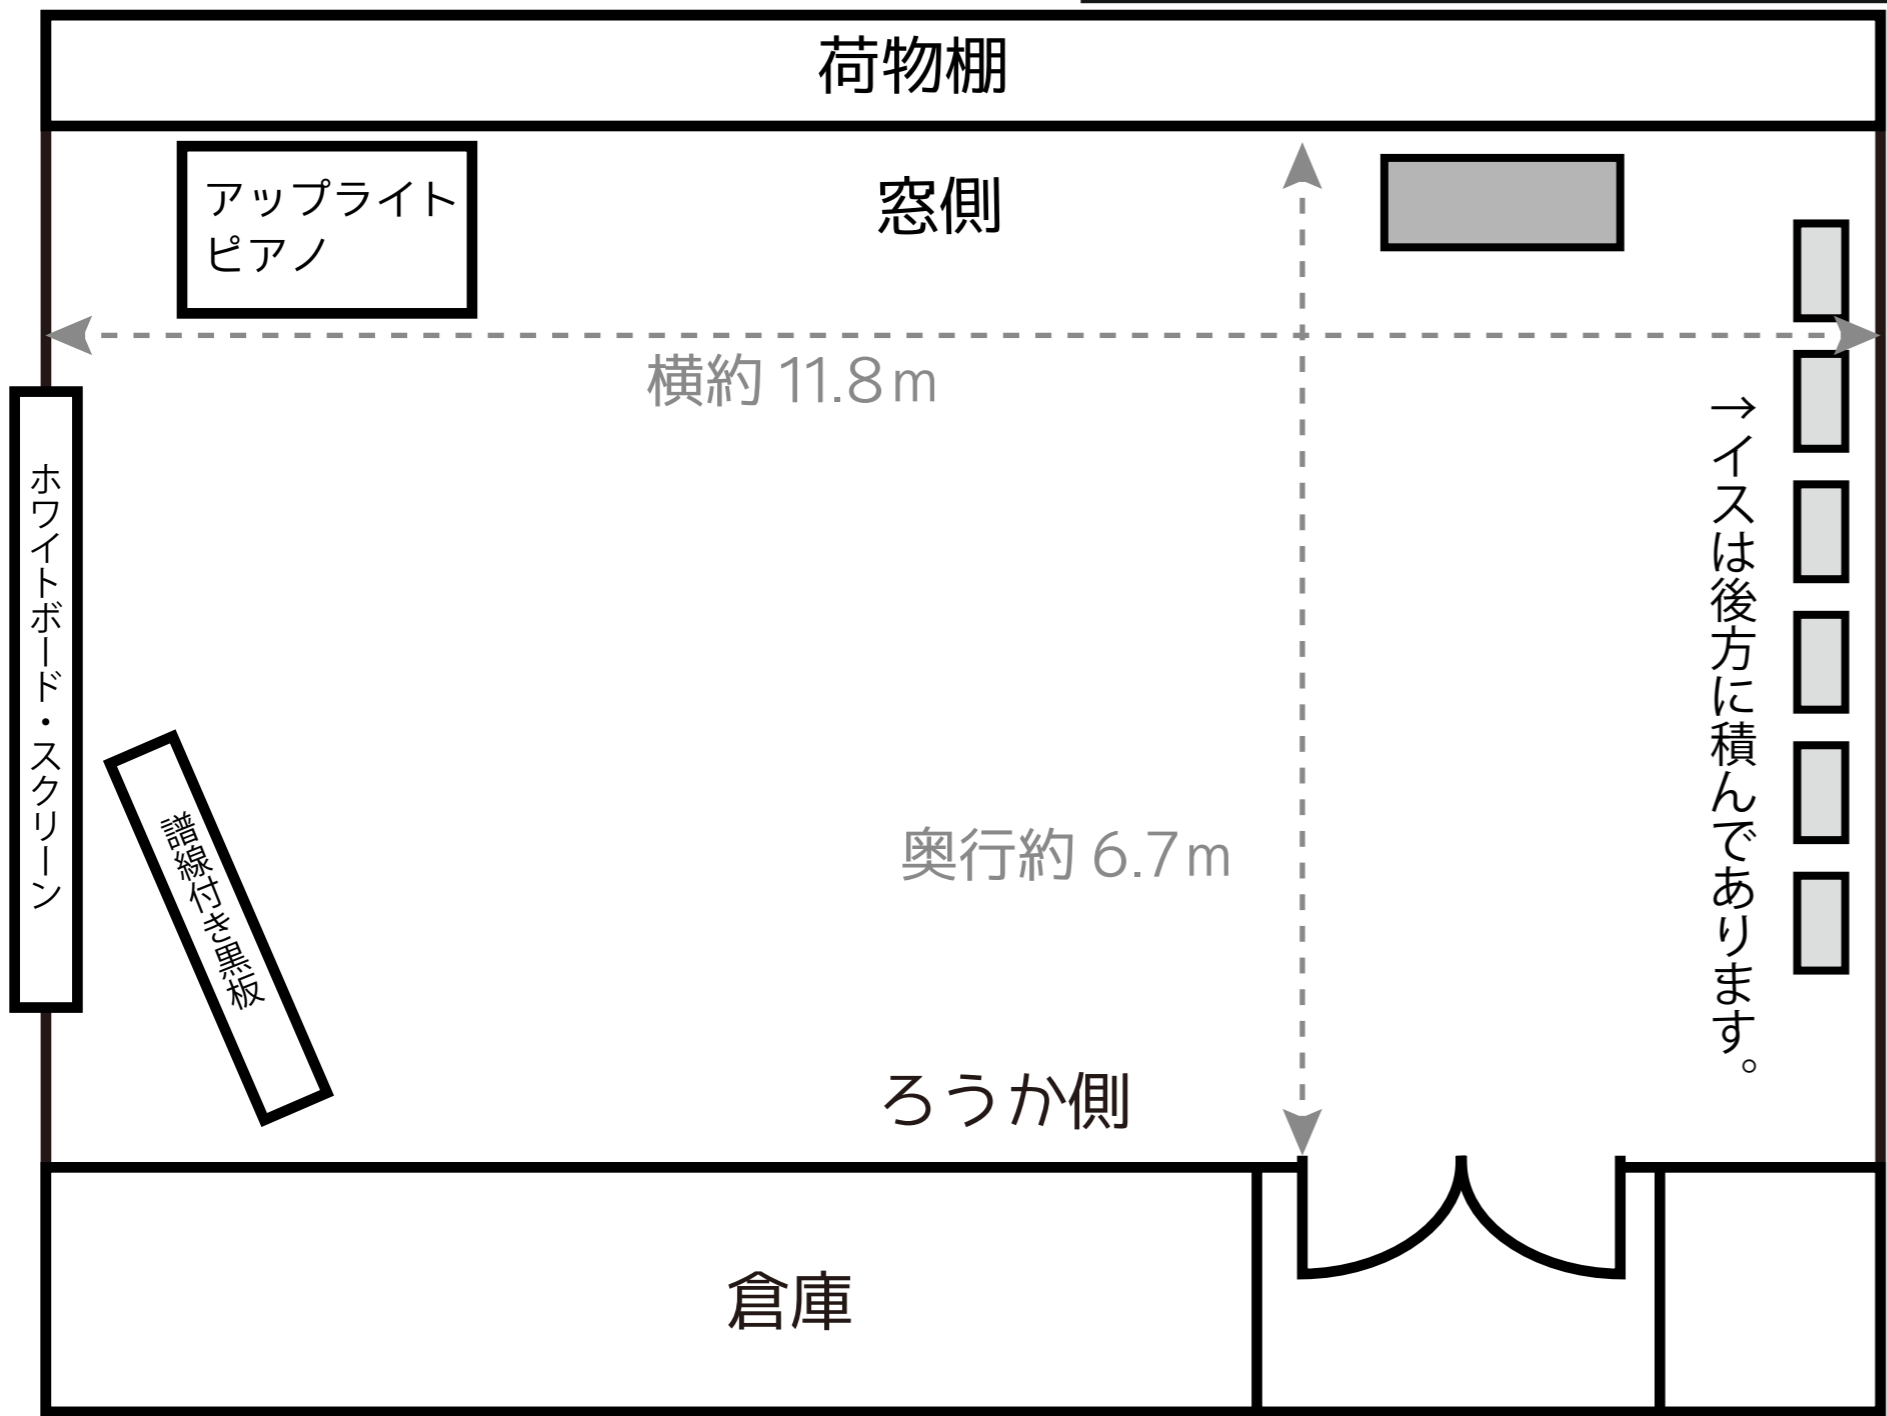 荷物棚
アップライト
ピアノ
窓側
横約 11.8m
ホワイトボード・スクリーン
→イスは後方に積んであります。
譜線付き黒板
奥行約 6.7m
ろうか側
倉庫